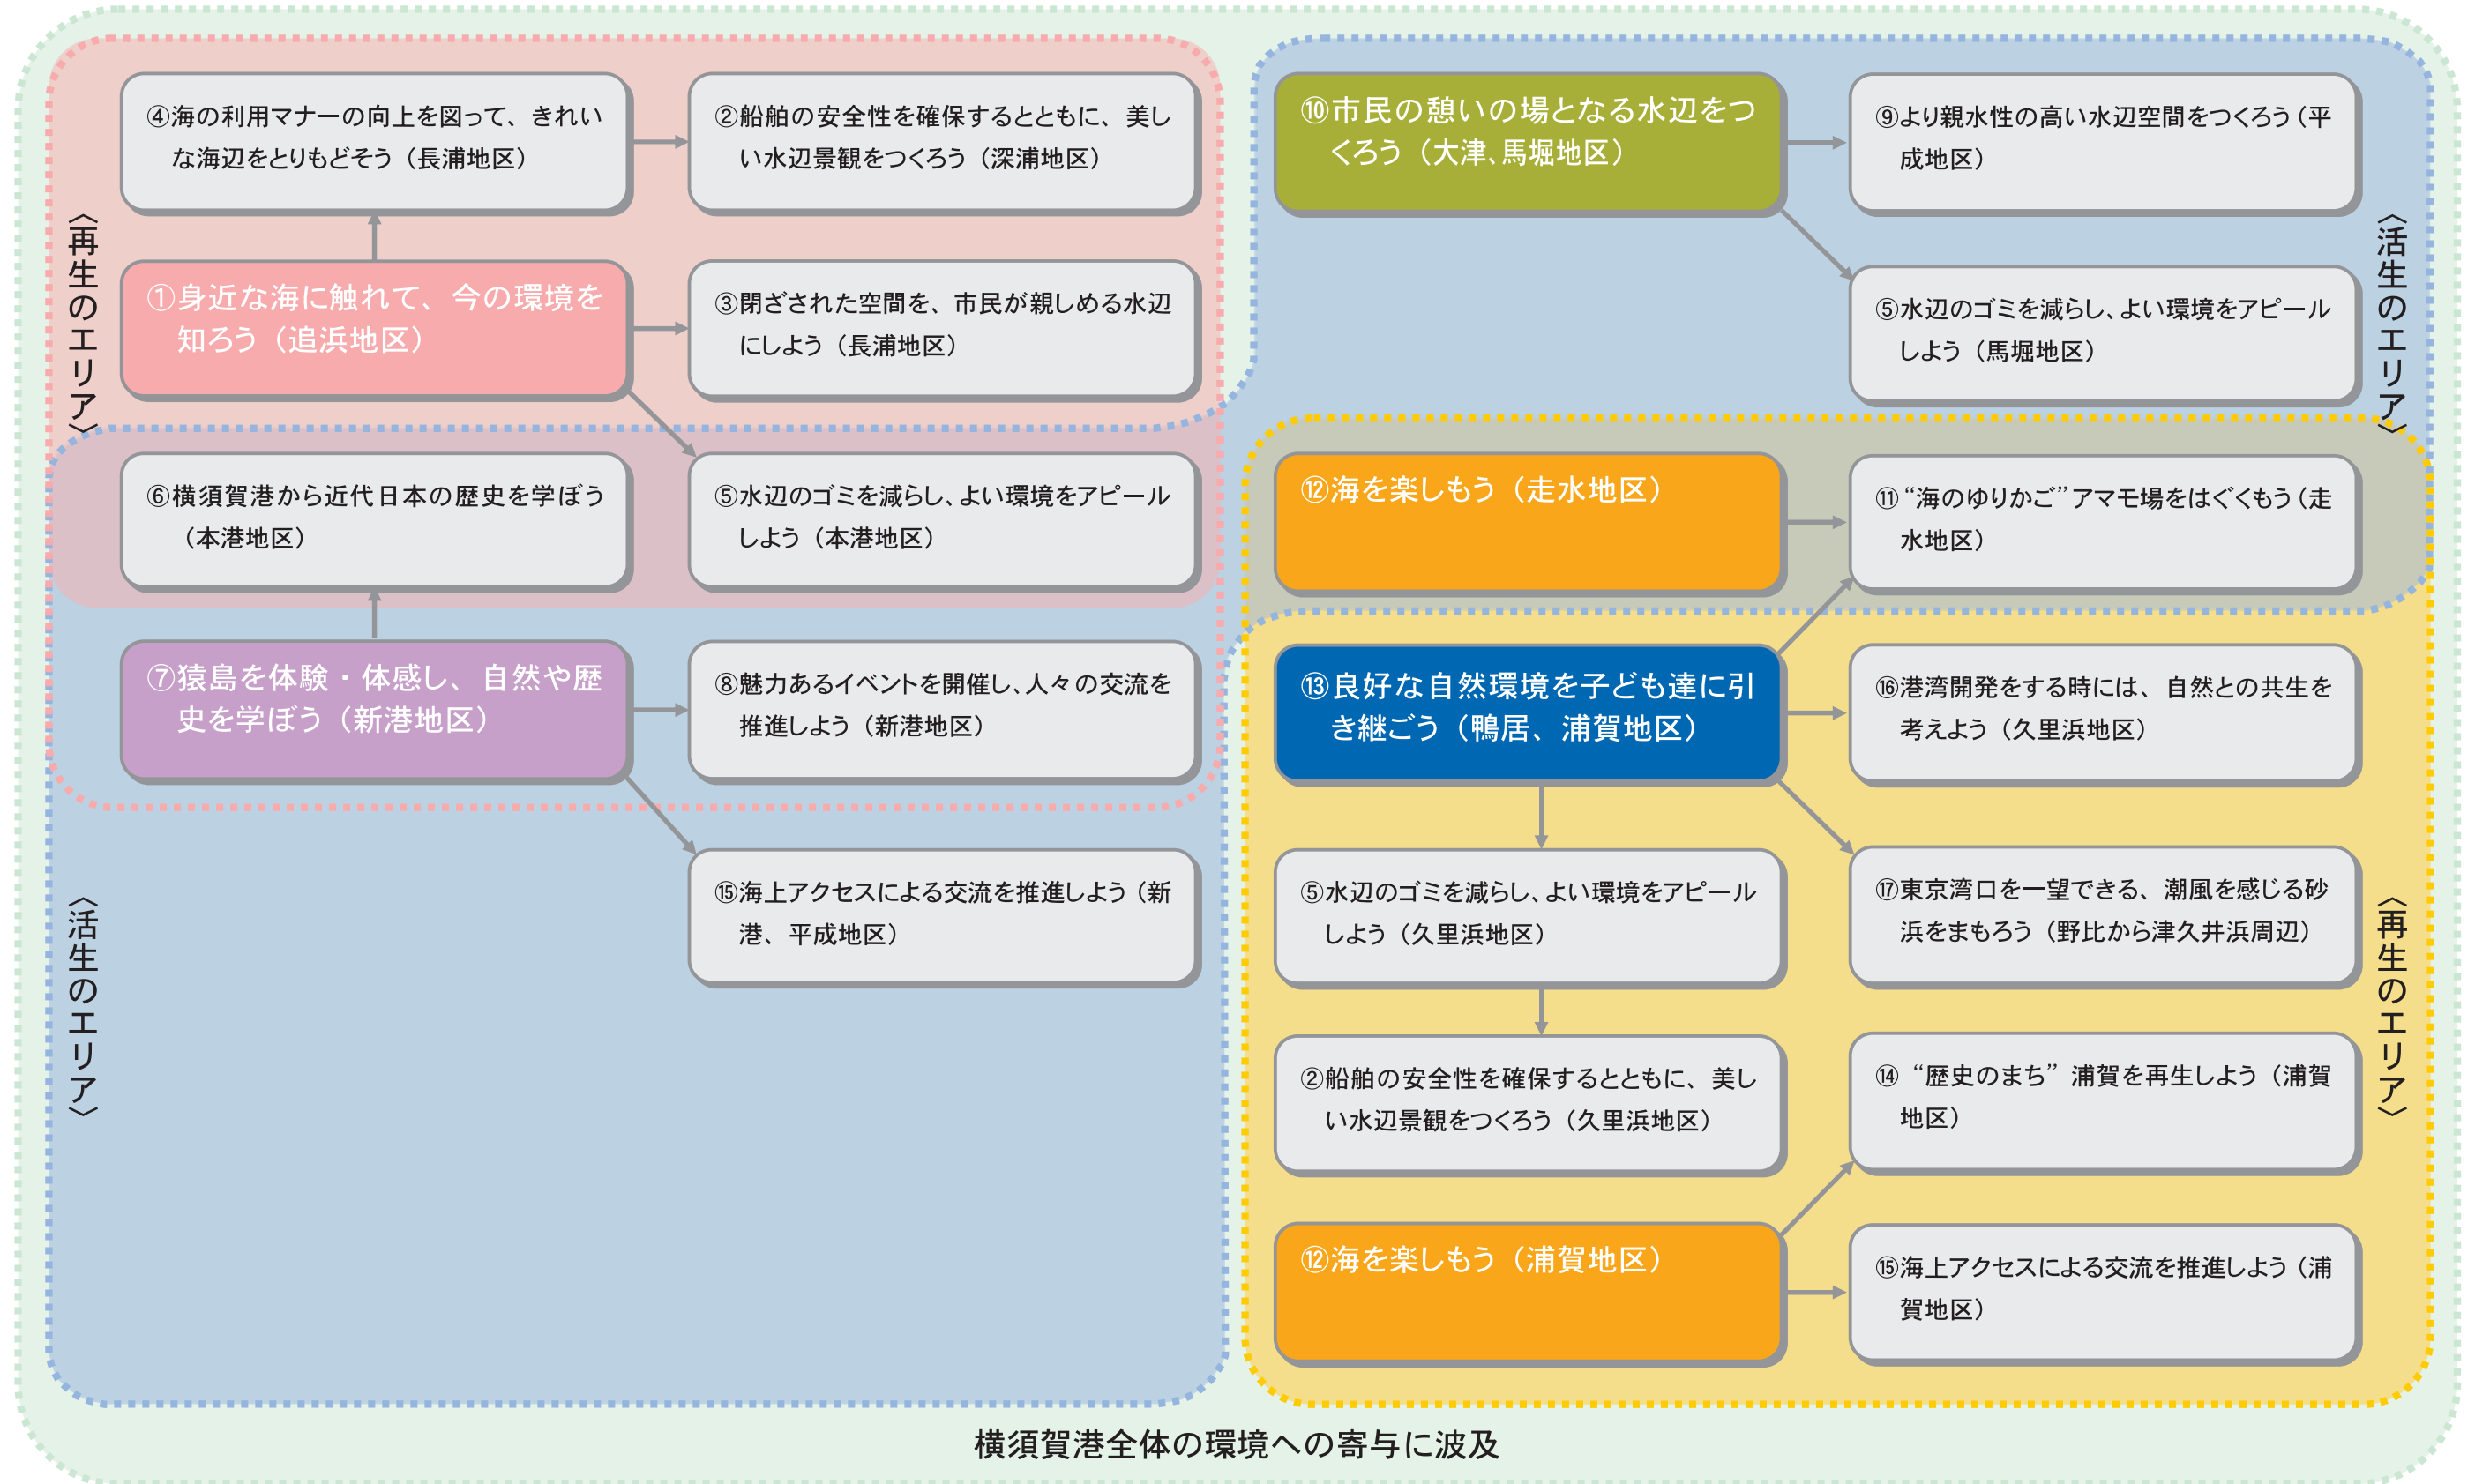 〈再生のエリア〉
④海の利用マナーの向上を図って、きれい
な海辺をとりもどそう（長浦地区）
②船舶の安全性を確保するとともに、美し
い水辺景観をつくろう（深浦地区）
①身近な海に触れて、今の環境を
知ろう（追浜地区）
③閉ざされた空間を、市民が親しめる水辺
にしよう（長浦地区）
⑥横須賀港から近代日本の歴史を学ぼう
（本港地区）
⑤水辺のゴミを減らし、よい環境をアピール
しよう（本港地区）
⑦猿島を体験・体感し、自然や歴
史を学ぼう（新港地区）
⑧魅力あるイベントを開催し、人々の交流を
推進しよう（新港地区）
〈活生のエリア〉
⑮海上アクセスによる交流を推進しよう（新
港、平成地区）
⑩市民の憩いの場となる水辺をつ
くろう（大津、馬堀地区）
⑨より親水性の高い水辺空間をつくろう（平
成地区）
〈活生のエリア〉
⑤水辺のゴミを減らし、よい環境をアピール
しよう（馬堀地区）
⑫海を楽しもう（走水地区）
⑪“海のゆりかご”アマモ場をはぐくもう（走
水地区）
⑬良好な自然環境を子ども達に引
き継ごう（鴨居、浦賀地区）
⑯港湾開発をする時には、自然との共生を
考えよう（久里浜地区）
⑤水辺のゴミを減らし、よい環境をアピール
しよう（久里浜地区）
⑰東京湾口を一望できる、潮風を感じる砂
浜をまもろう（野比から津久井浜周辺）
〈再生のエリア〉
②船舶の安全性を確保するとともに、美し
い水辺景観をつくろう（久里浜地区）
⑭“歴史のまち”浦賀を再生しよう（浦賀
地区）
⑫海を楽しもう（浦賀地区）
⑮海上アクセスによる交流を推進しよう（浦
賀地区）
横須賀港全体の環境への寄与に波及